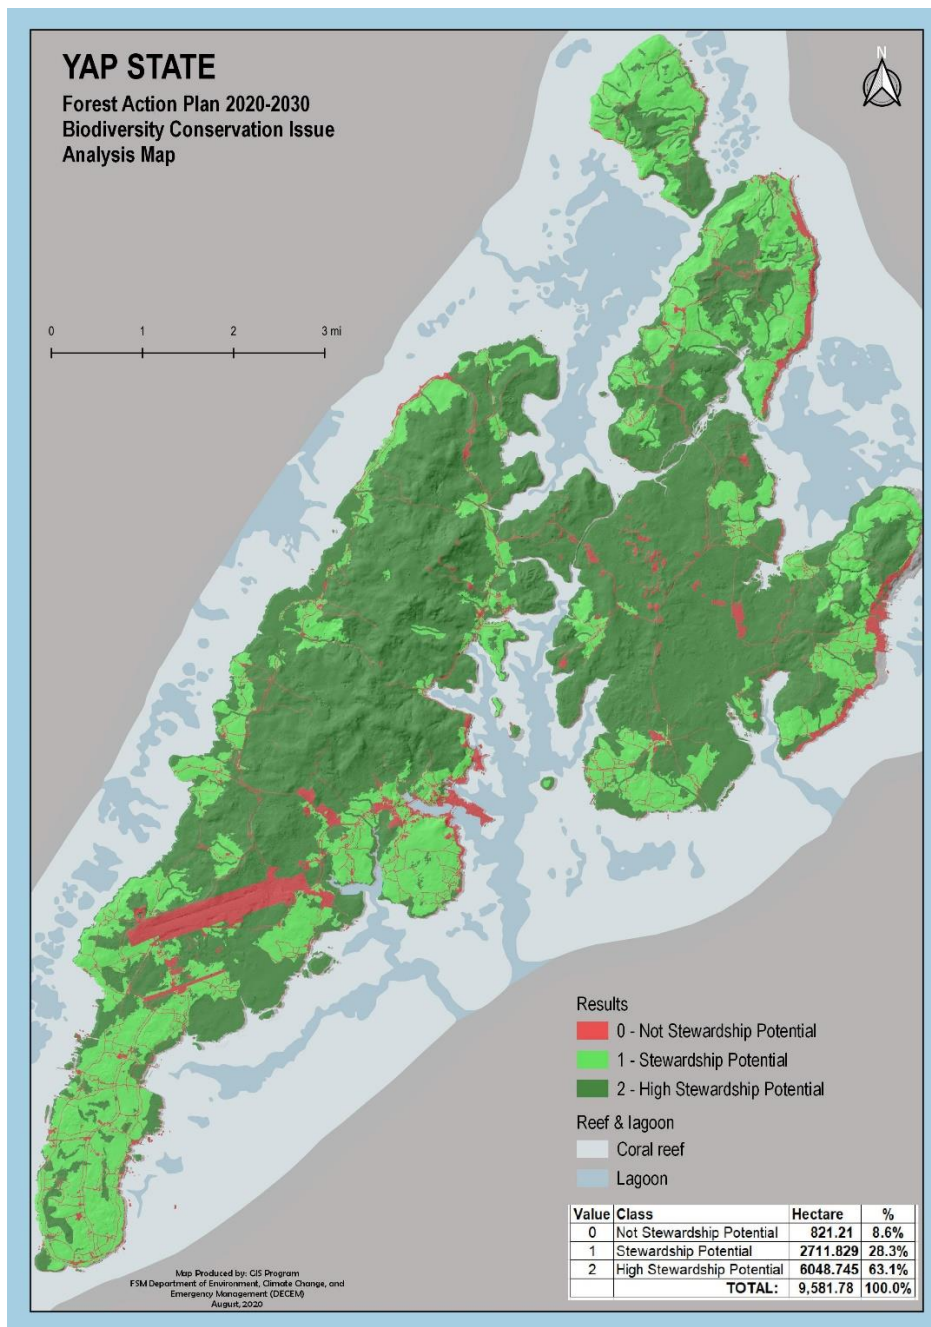 YAP STATE
Forest Action Plan 2020-2030
Biodiversity Conservation Issue
Analysis Map
N
0 1 2 3 mi
Results
0 - Not Stewardship Potential
1 - Stewardship Potential
2 - High Stewardship Potential
Reef & lagoon
Coral reef
Lagoon
Value Class Hectare %
0 Not Stewardship Potential 821.21 8.6%
1 Stewardship Potential 2711.829 28.3%
2 High Stewardship Potential 6048.745 63.1%
TOTAL: 9,581.78 100.0%
Map Produced by: GIS Program
FSM Department of Environment, Climate Change, and
Emergency Management (DECEM)
August, 2020